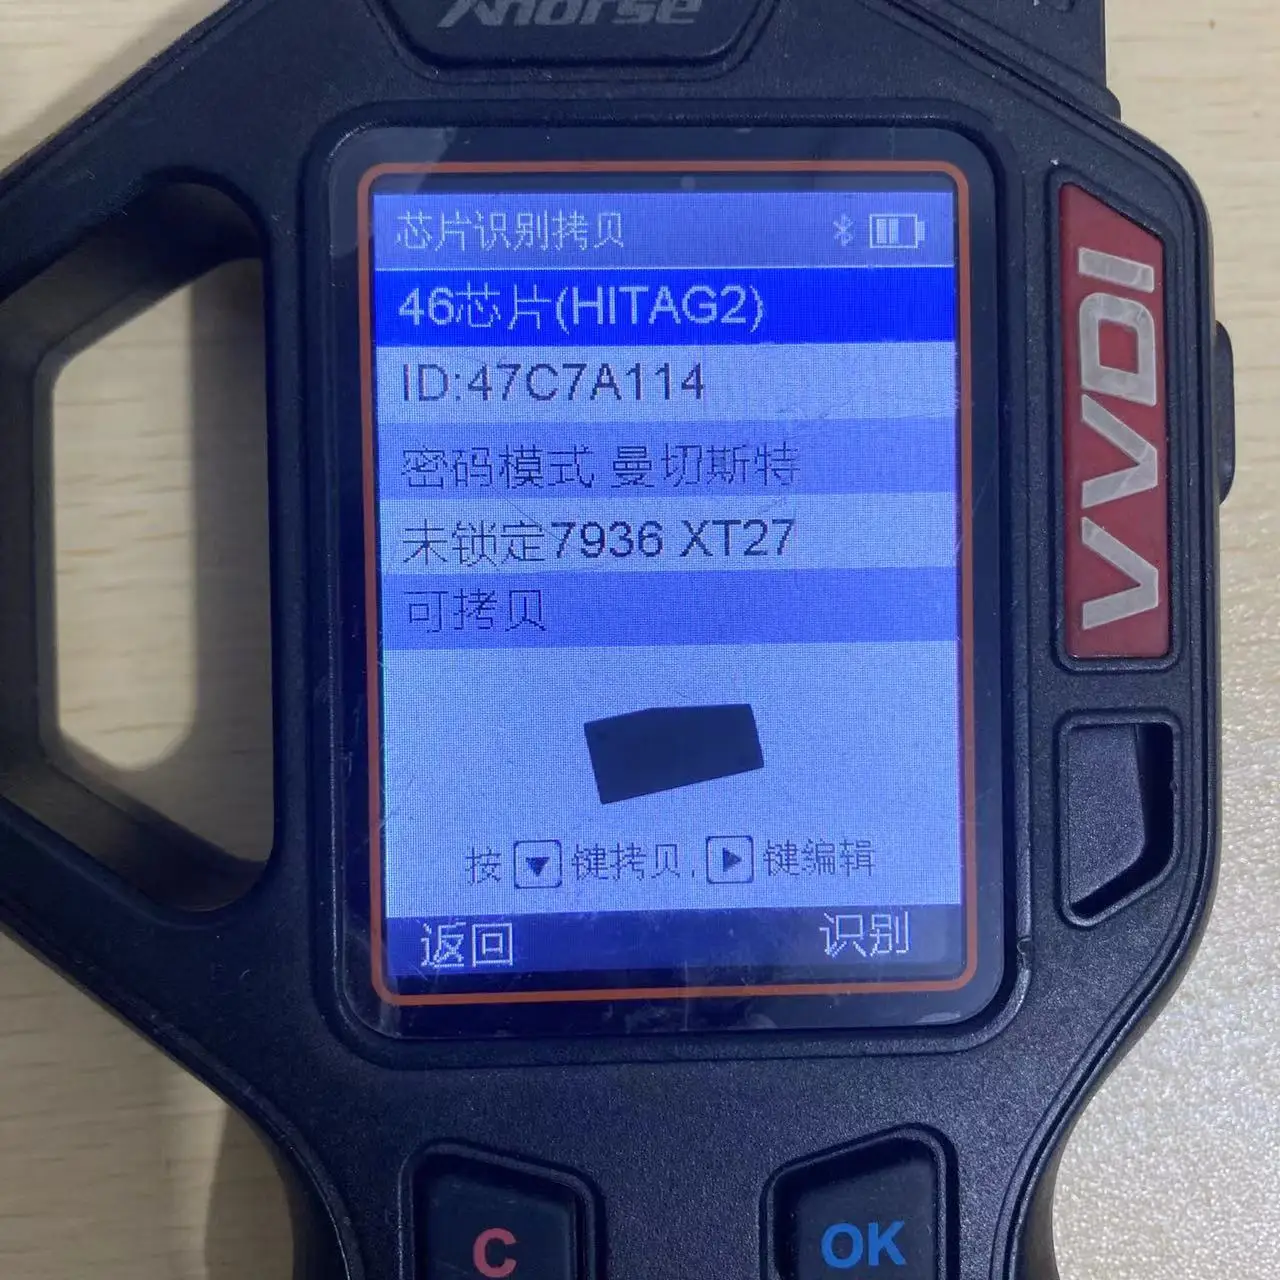 Xhorse
芯片识别拷贝
46芯片(HITAG2)
ID:47C7A114
密码模式 曼切斯特
未锁定7936 XT27
可拷贝
按▼键拷贝,▶键编辑
返回 识别
VVDI
C OK